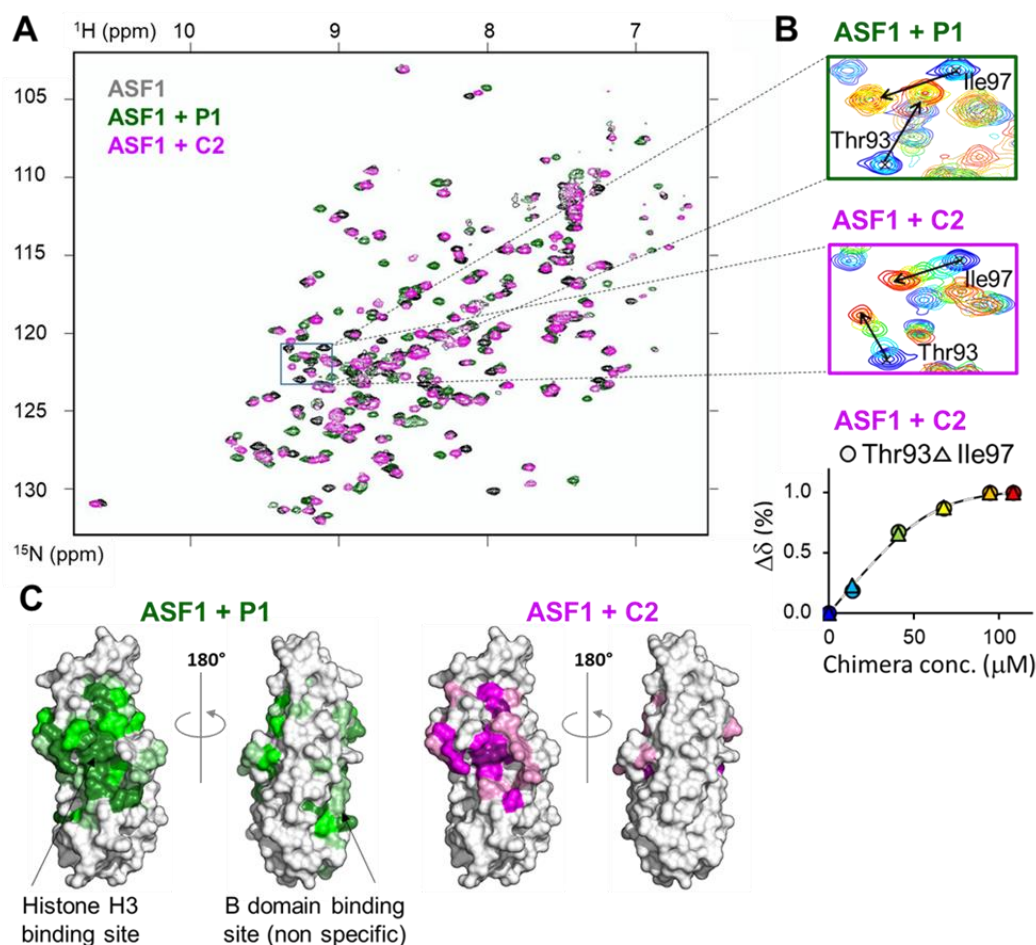 A
¹H (ppm) 10 9 8 7
ASF1
ASF1 + P1
ASF1 + C2
105
110
115
120
125
130
¹⁵N (ppm)
B
ASF1 + P1
Ile97
Thr93
ASF1 + C2
Ile97
Thr93
ASF1 + C2
○ Thr93 △ Ile97
Δδ (%)
1.0
0.5
0.0
0 50 100
Chimera conc. (μM)
C
ASF1 + P1
180°
Histone H3
binding site
B domain binding
site (non specific)
ASF1 + C2
180°